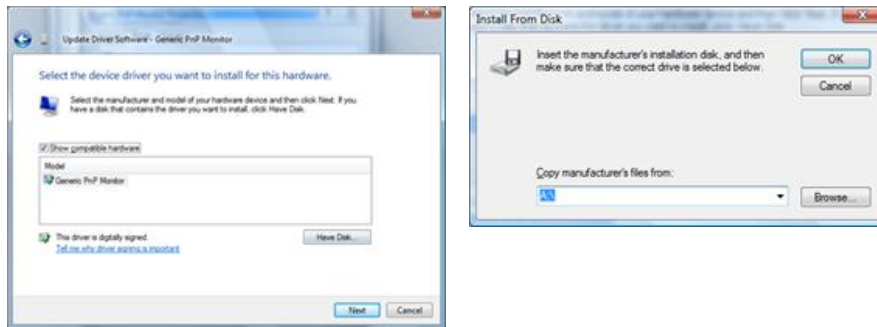 Update Driver Software - Generic PnP Monitor
Select the device driver you want to install for this hardware.
Select the manufacturer and model of your hardware device and then click Next. If you
have a disk that contains the driver you want to install, click Have Disk.
Show compatible hardware
Model
Generic PnP Monitor
This driver is digitally signed.
Tell me why driver signing is important
Have Disk...
Next
Cancel
Install From Disk
Insert the manufacturer's installation disk, and then
make sure that the correct drive is selected below.
OK
Cancel
Copy manufacturer's files from:
A:\
Browse...